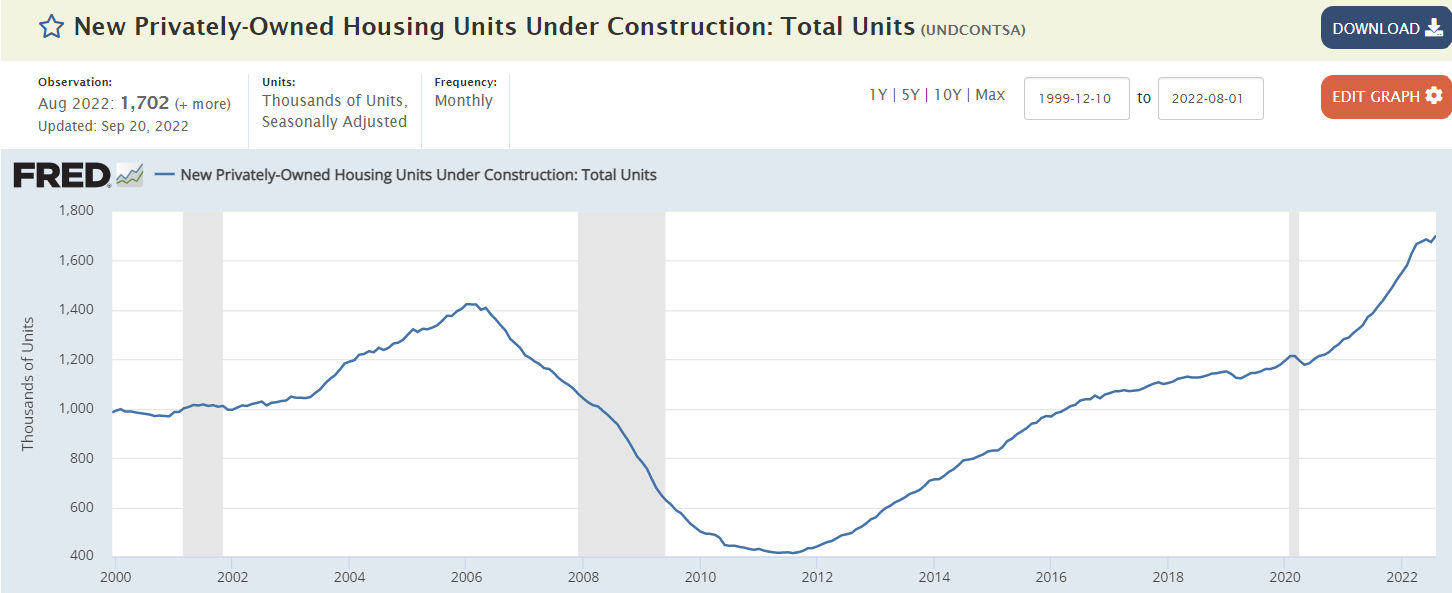 New Privately-Owned Housing Units Under Construction: Total Units (UNDCONTSA)
DOWNLOAD
Observation:
Aug 2022: 1,702 (+ more)
Updated: Sep 20, 2022
Units:
Thousands of Units,
Seasonally Adjusted
Frequency:
Monthly
1Y | 5Y | 10Y | Max
1999-12-10 to 2022-08-01
EDIT GRAPH
FRED
New Privately-Owned Housing Units Under Construction: Total Units
Thousands of Units
1,800
1,600
1,400
1,200
1,000
800
600
400
2000 2002 2004 2006 2008 2010 2012 2014 2016 2018 2020 2022